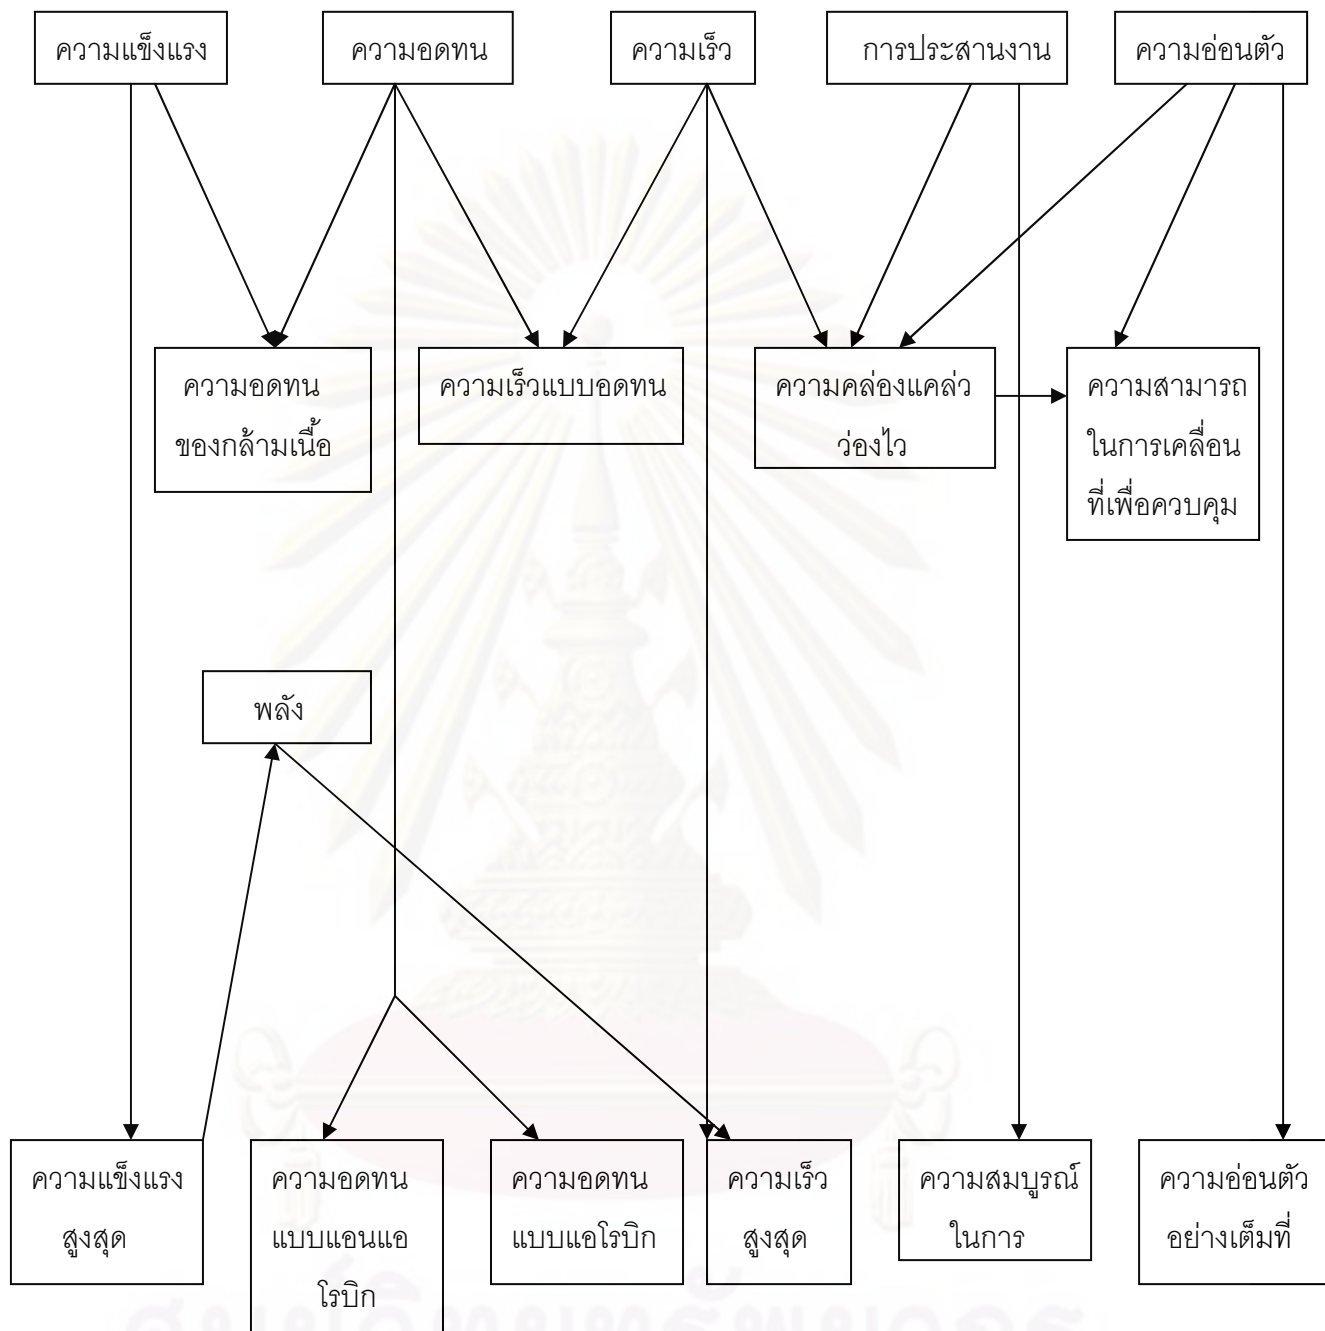 ความแข็งแรง
ความอดทน
ความเร็ว
การประสานงาน
ความอ่อนตัว
ความอดทน
ของกล้ามเนื้อ
ความเร็วแบบอดทน
ความคล่องแคล่ว
ว่องไว
ความสามารถ
ในการเคลื่อน
ที่เพื่อควบคุม
พลัง
ความแข็งแรง
สูงสุด
ความอดทน
แบบแอนแอ
โรบิก
ความอดทน
แบบแอโรบิก
ความเร็ว
สูงสุด
ความสมบูรณ์
ในการ
ความอ่อนตัว
อย่างเต็มที่